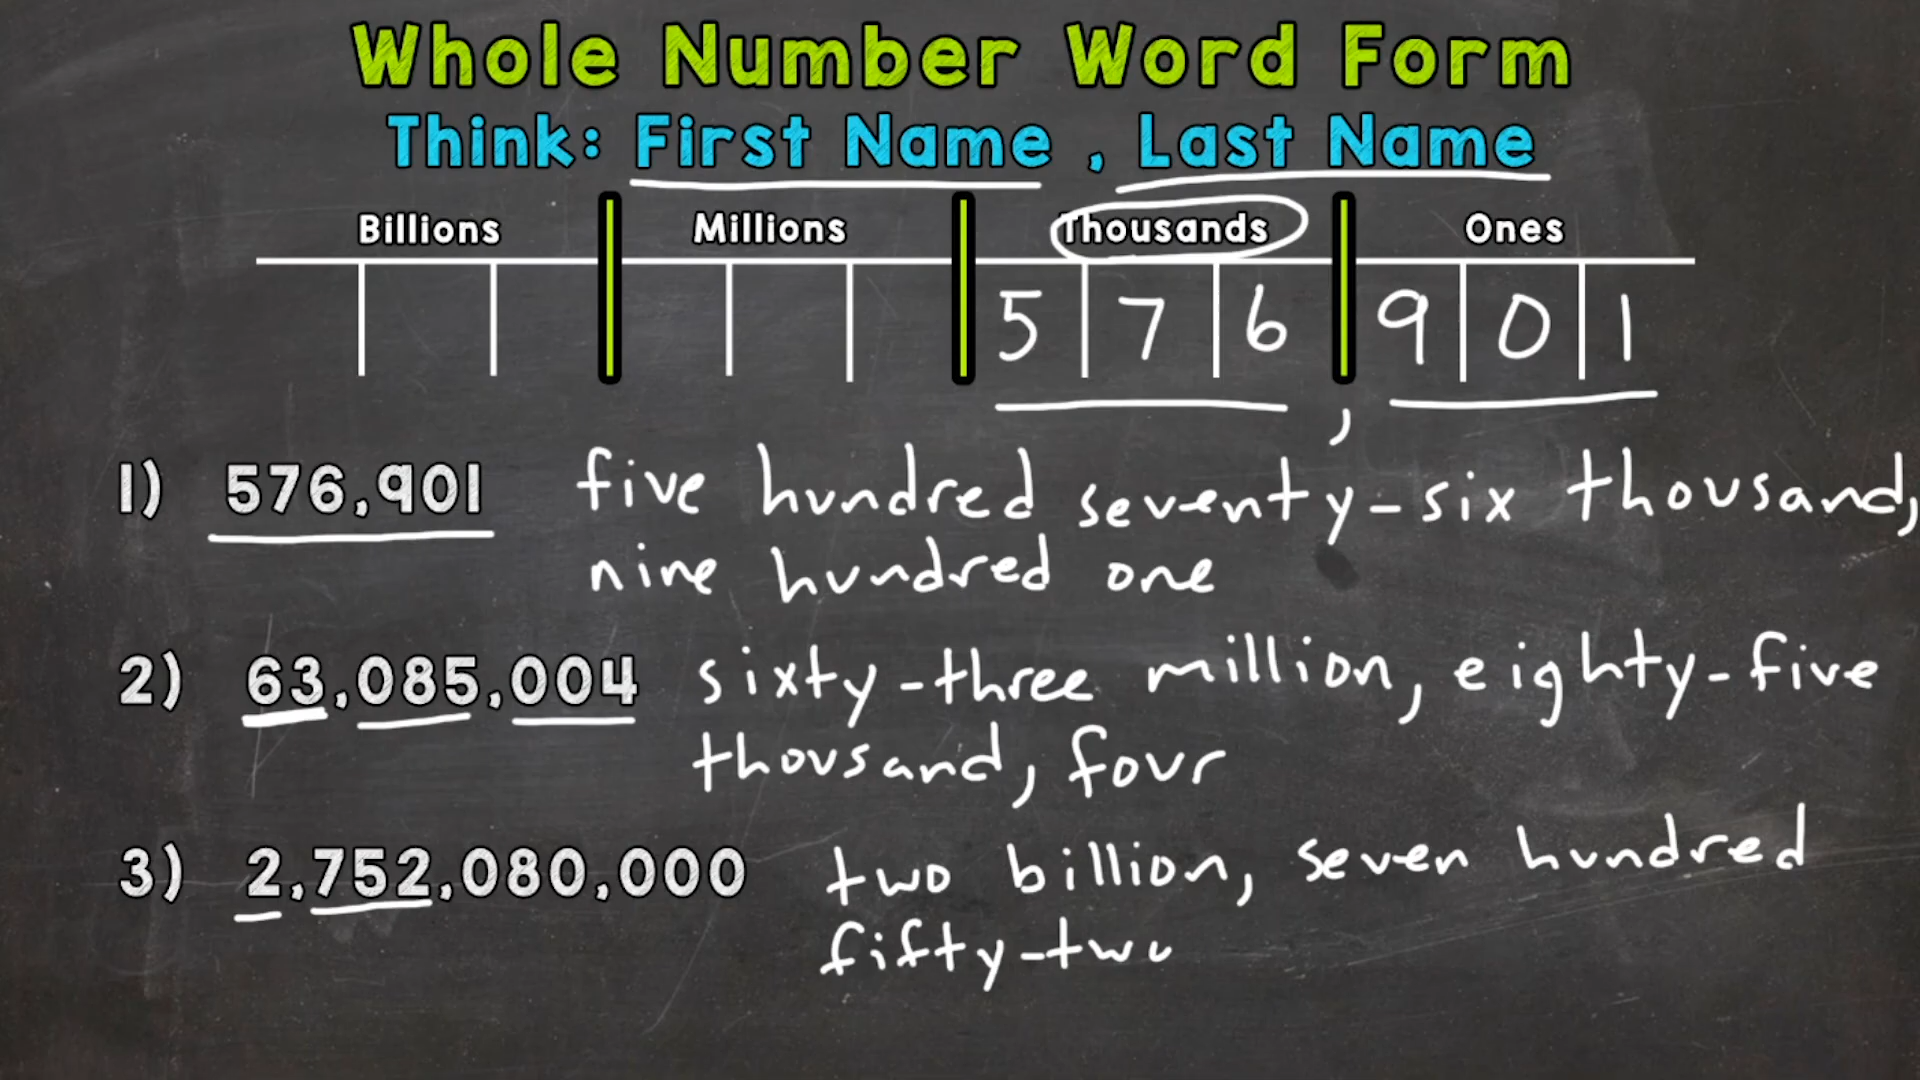 Whole Number Word Form
Think: First Name , Last Name
Billions Millions Thousands Ones
5 7 6 , 9 0 1
1) 576,901 five hundred seventy-six thousand,
nine hundred one
2) 63,085,004 sixty-three million, eighty-five
thousand, four
3) 2,752,080,000 two billion, seven hundred
fifty-two